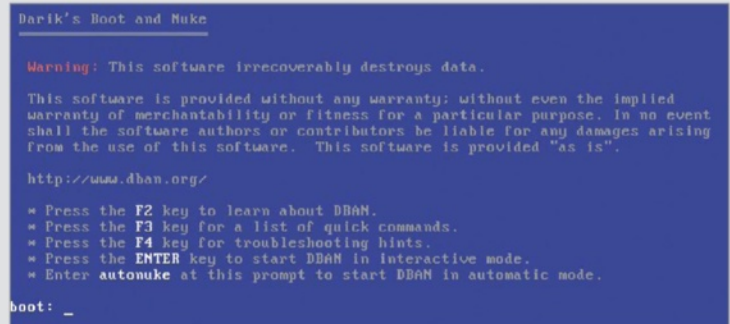 Darik's Boot and Nuke
Warning: This software irrecoverably destroys data.
This software is provided without any warranty; without even the implied
warranty of merchantability or fitness for a particular purpose. In no event
shall the software authors or contributors be liable for any damages arising
from the use of this software.  This software is provided "as is".
http://www.dban.org/
* Press the F2 key to learn about DBAN.
* Press the F3 key for a list of quick commands.
* Press the F4 key for troubleshooting hints.
* Press the ENTER key to start DBAN in interactive mode.
* Enter autonuke at this prompt to start DBAN in automatic mode.
boot: _